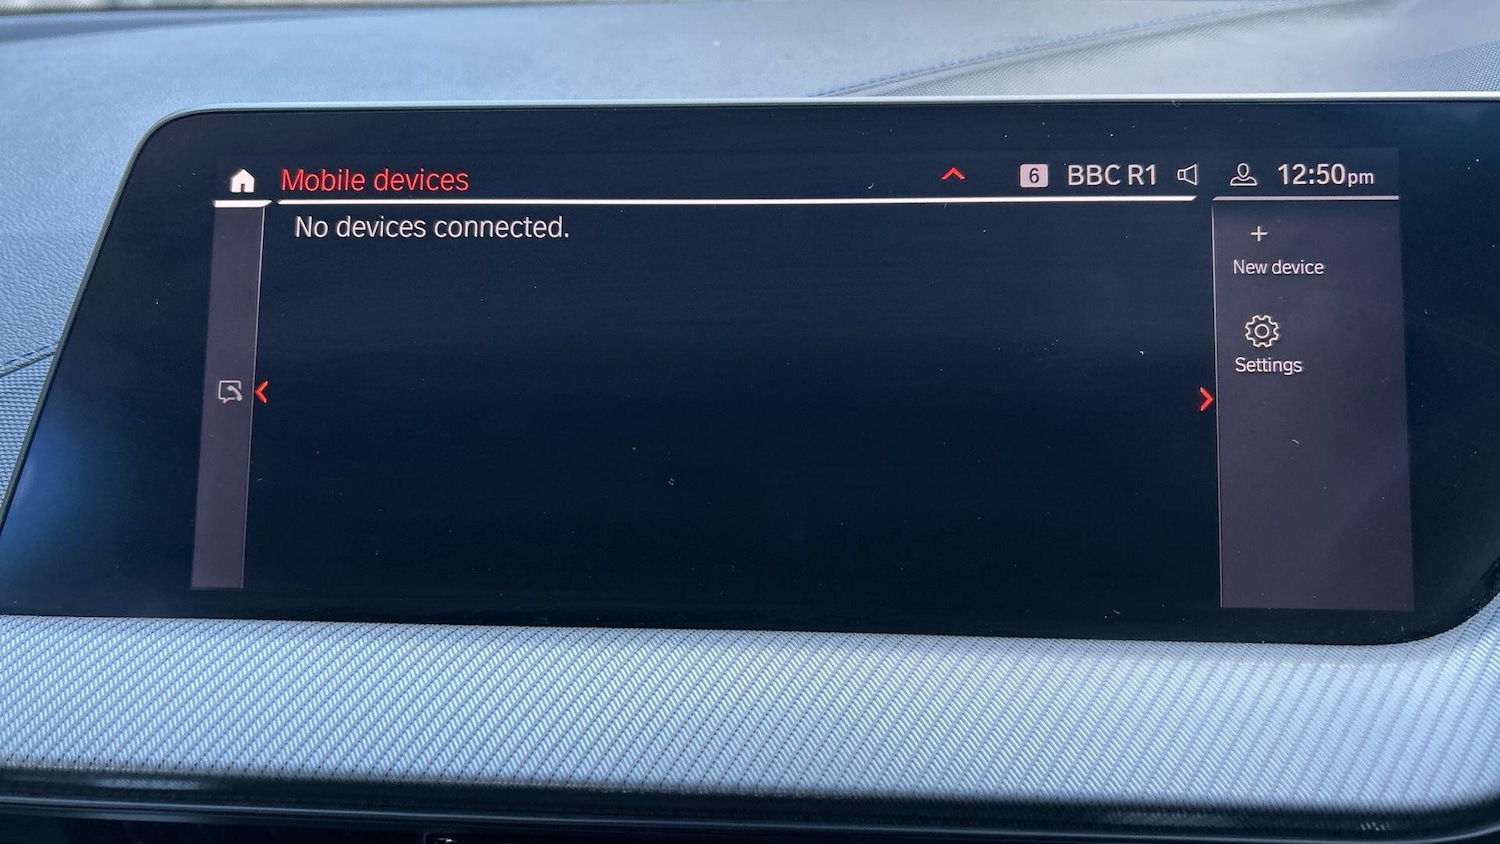 Mobile devices
6 BBC R1
12:50pm
No devices connected.
+
New device
Settings